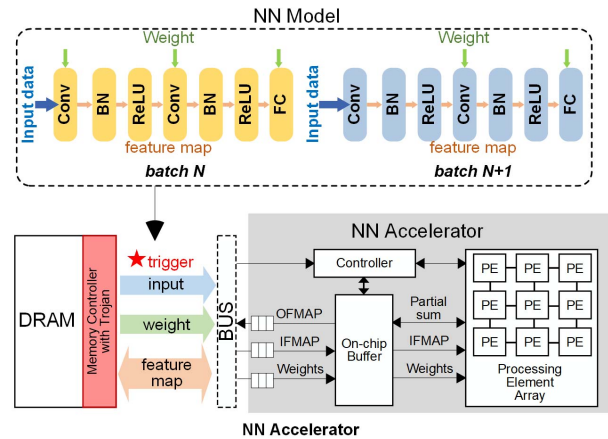 NN Model
Weight
Weight
Input data
Conv
BN
ReLU
Conv
BN
ReLU
FC
Input data
Conv
BN
ReLU
Conv
BN
ReLU
FC
feature map
feature map
batch N
batch N+1
DRAM
Memory Controller
with Trojan
trigger
input
weight
feature
map
BUS
NN Accelerator
Controller
OFMAP
IFMAP
Weights
On-chip
Buffer
Partial
sum
IFMAP
Weights
PE PE PE
PE PE PE
PE PE PE
Processing
Element
Array
NN Accelerator